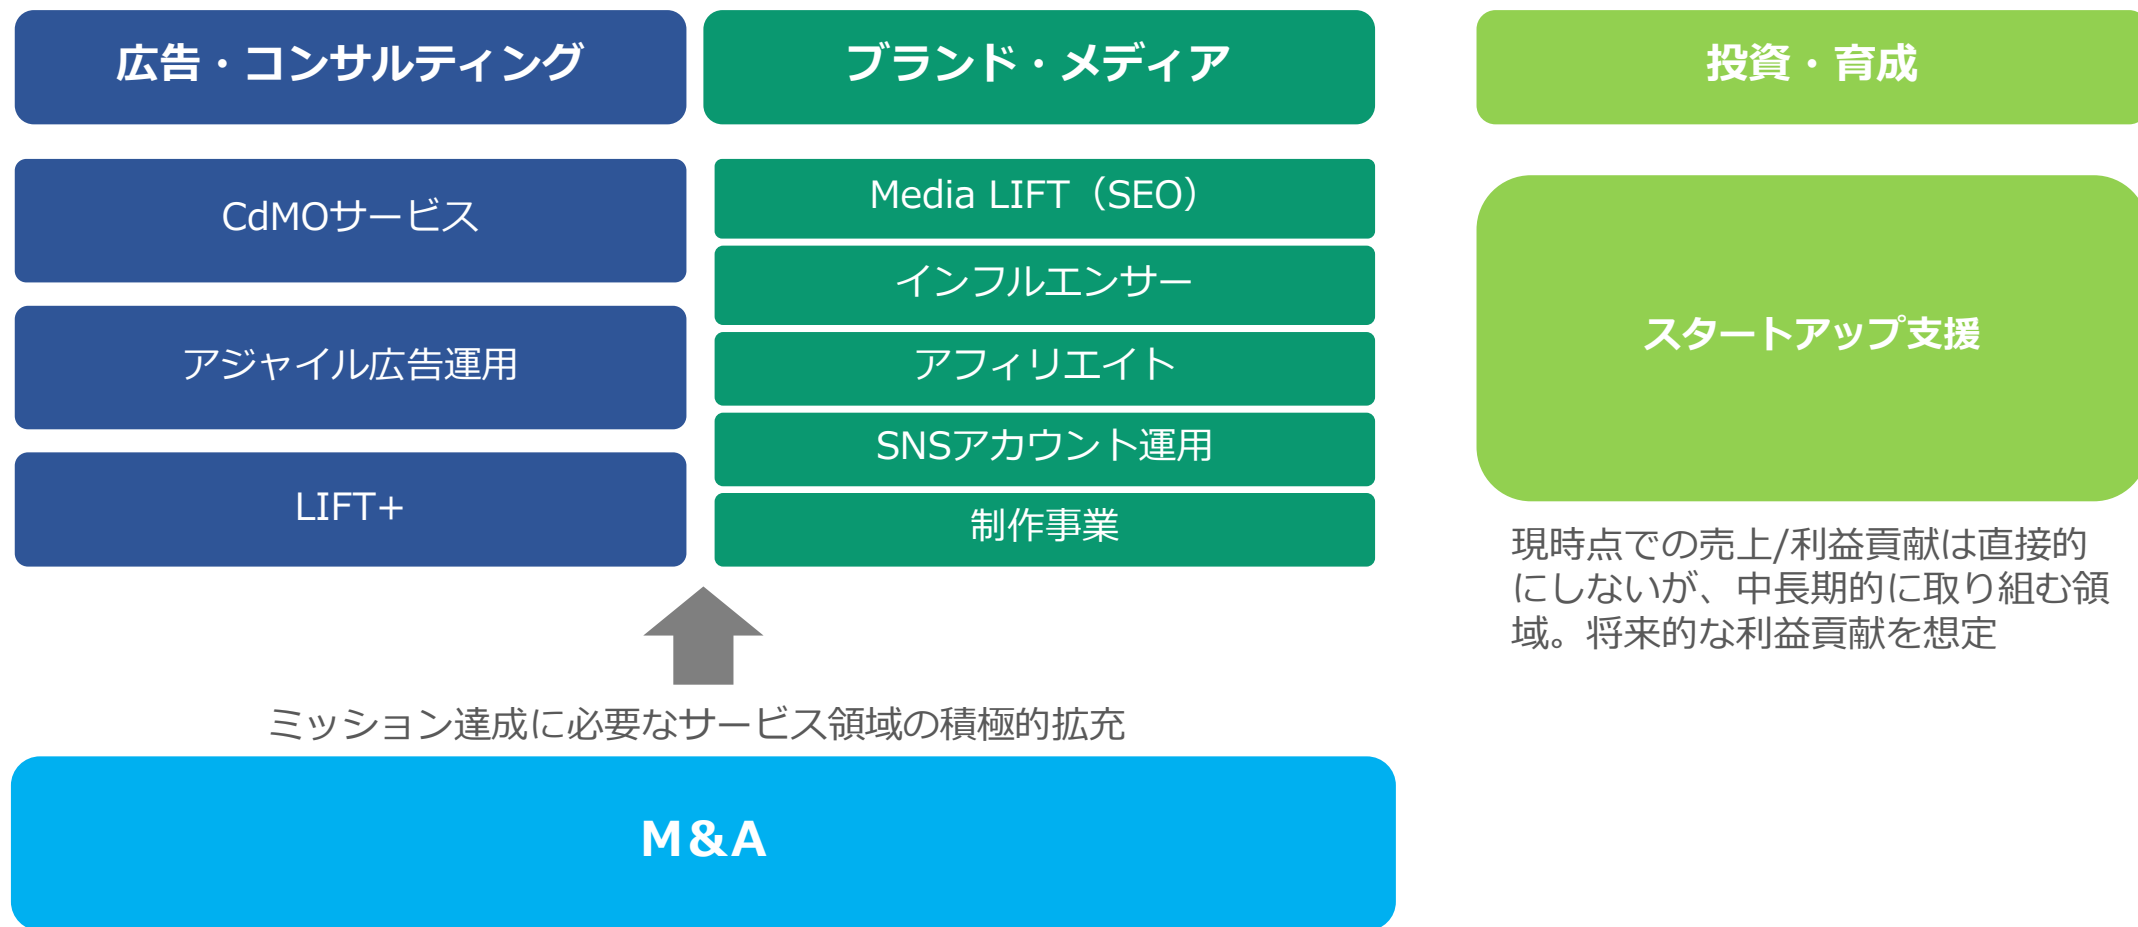 広告・コンサルティング
ブランド・メディア
投資・育成
CdMOサービス
アジャイル広告運用
LIFT+
Media LIFT（SEO）
インフルエンサー
アフィリエイト
SNSアカウント運用
制作事業
スタートアップ支援
現時点での売上/利益貢献は直接的
にしないが、中長期的に取り組む領
域。将来的な利益貢献を想定
ミッション達成に必要なサービス領域の積極的拡充
M&A